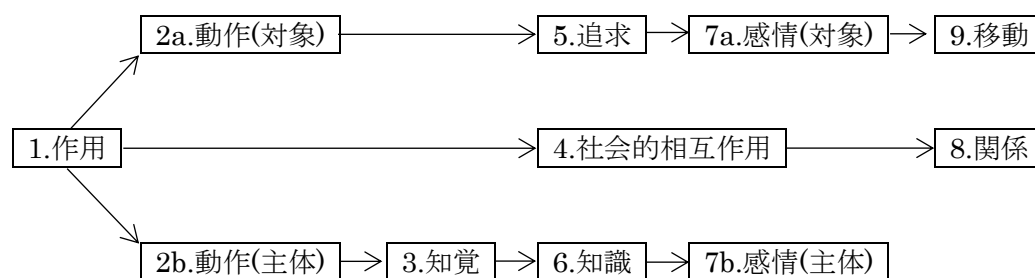 2a.動作(対象) 5.追求 7a.感情(対象) 9.移動
1.作用 4.社会的相互作用 8.関係
2b.動作(主体) 3.知覚 6.知識 7b.感情(主体)